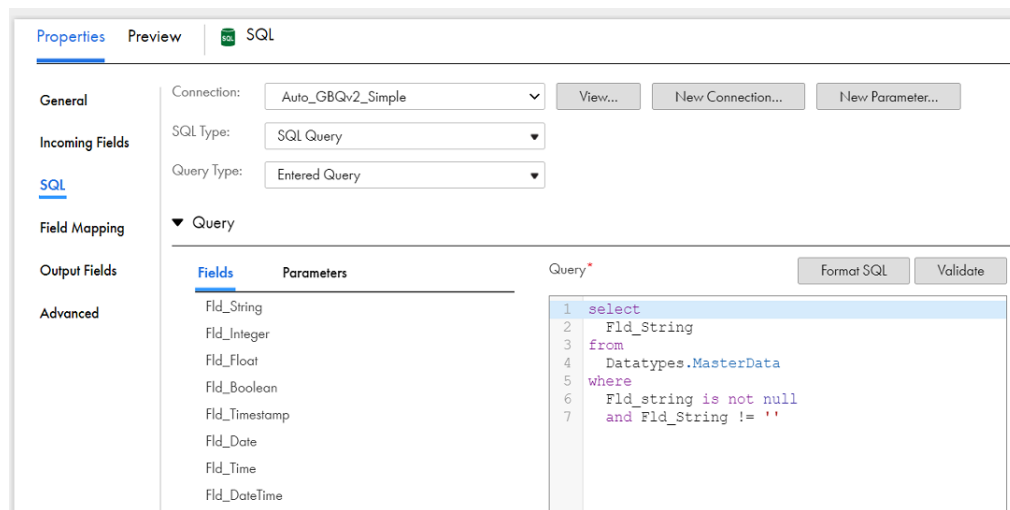 Properties Preview SQL
General
Incoming Fields
SQL
Field Mapping
Output Fields
Advanced
Connection: Auto_GBQv2_Simple View... New Connection... New Parameter...
SQL Type: SQL Query
Query Type: Entered Query
Query
Fields Parameters
Fld_String
Fld_Integer
Fld_Float
Fld_Boolean
Fld_Timestamp
Fld_Date
Fld_Time
Fld_DateTime
Query* Format SQL Validate
1 select
2 Fld_String
3 from
4 Datatypes.MasterData
5 where
6 Fld_string is not null
7 and Fld_String != ''